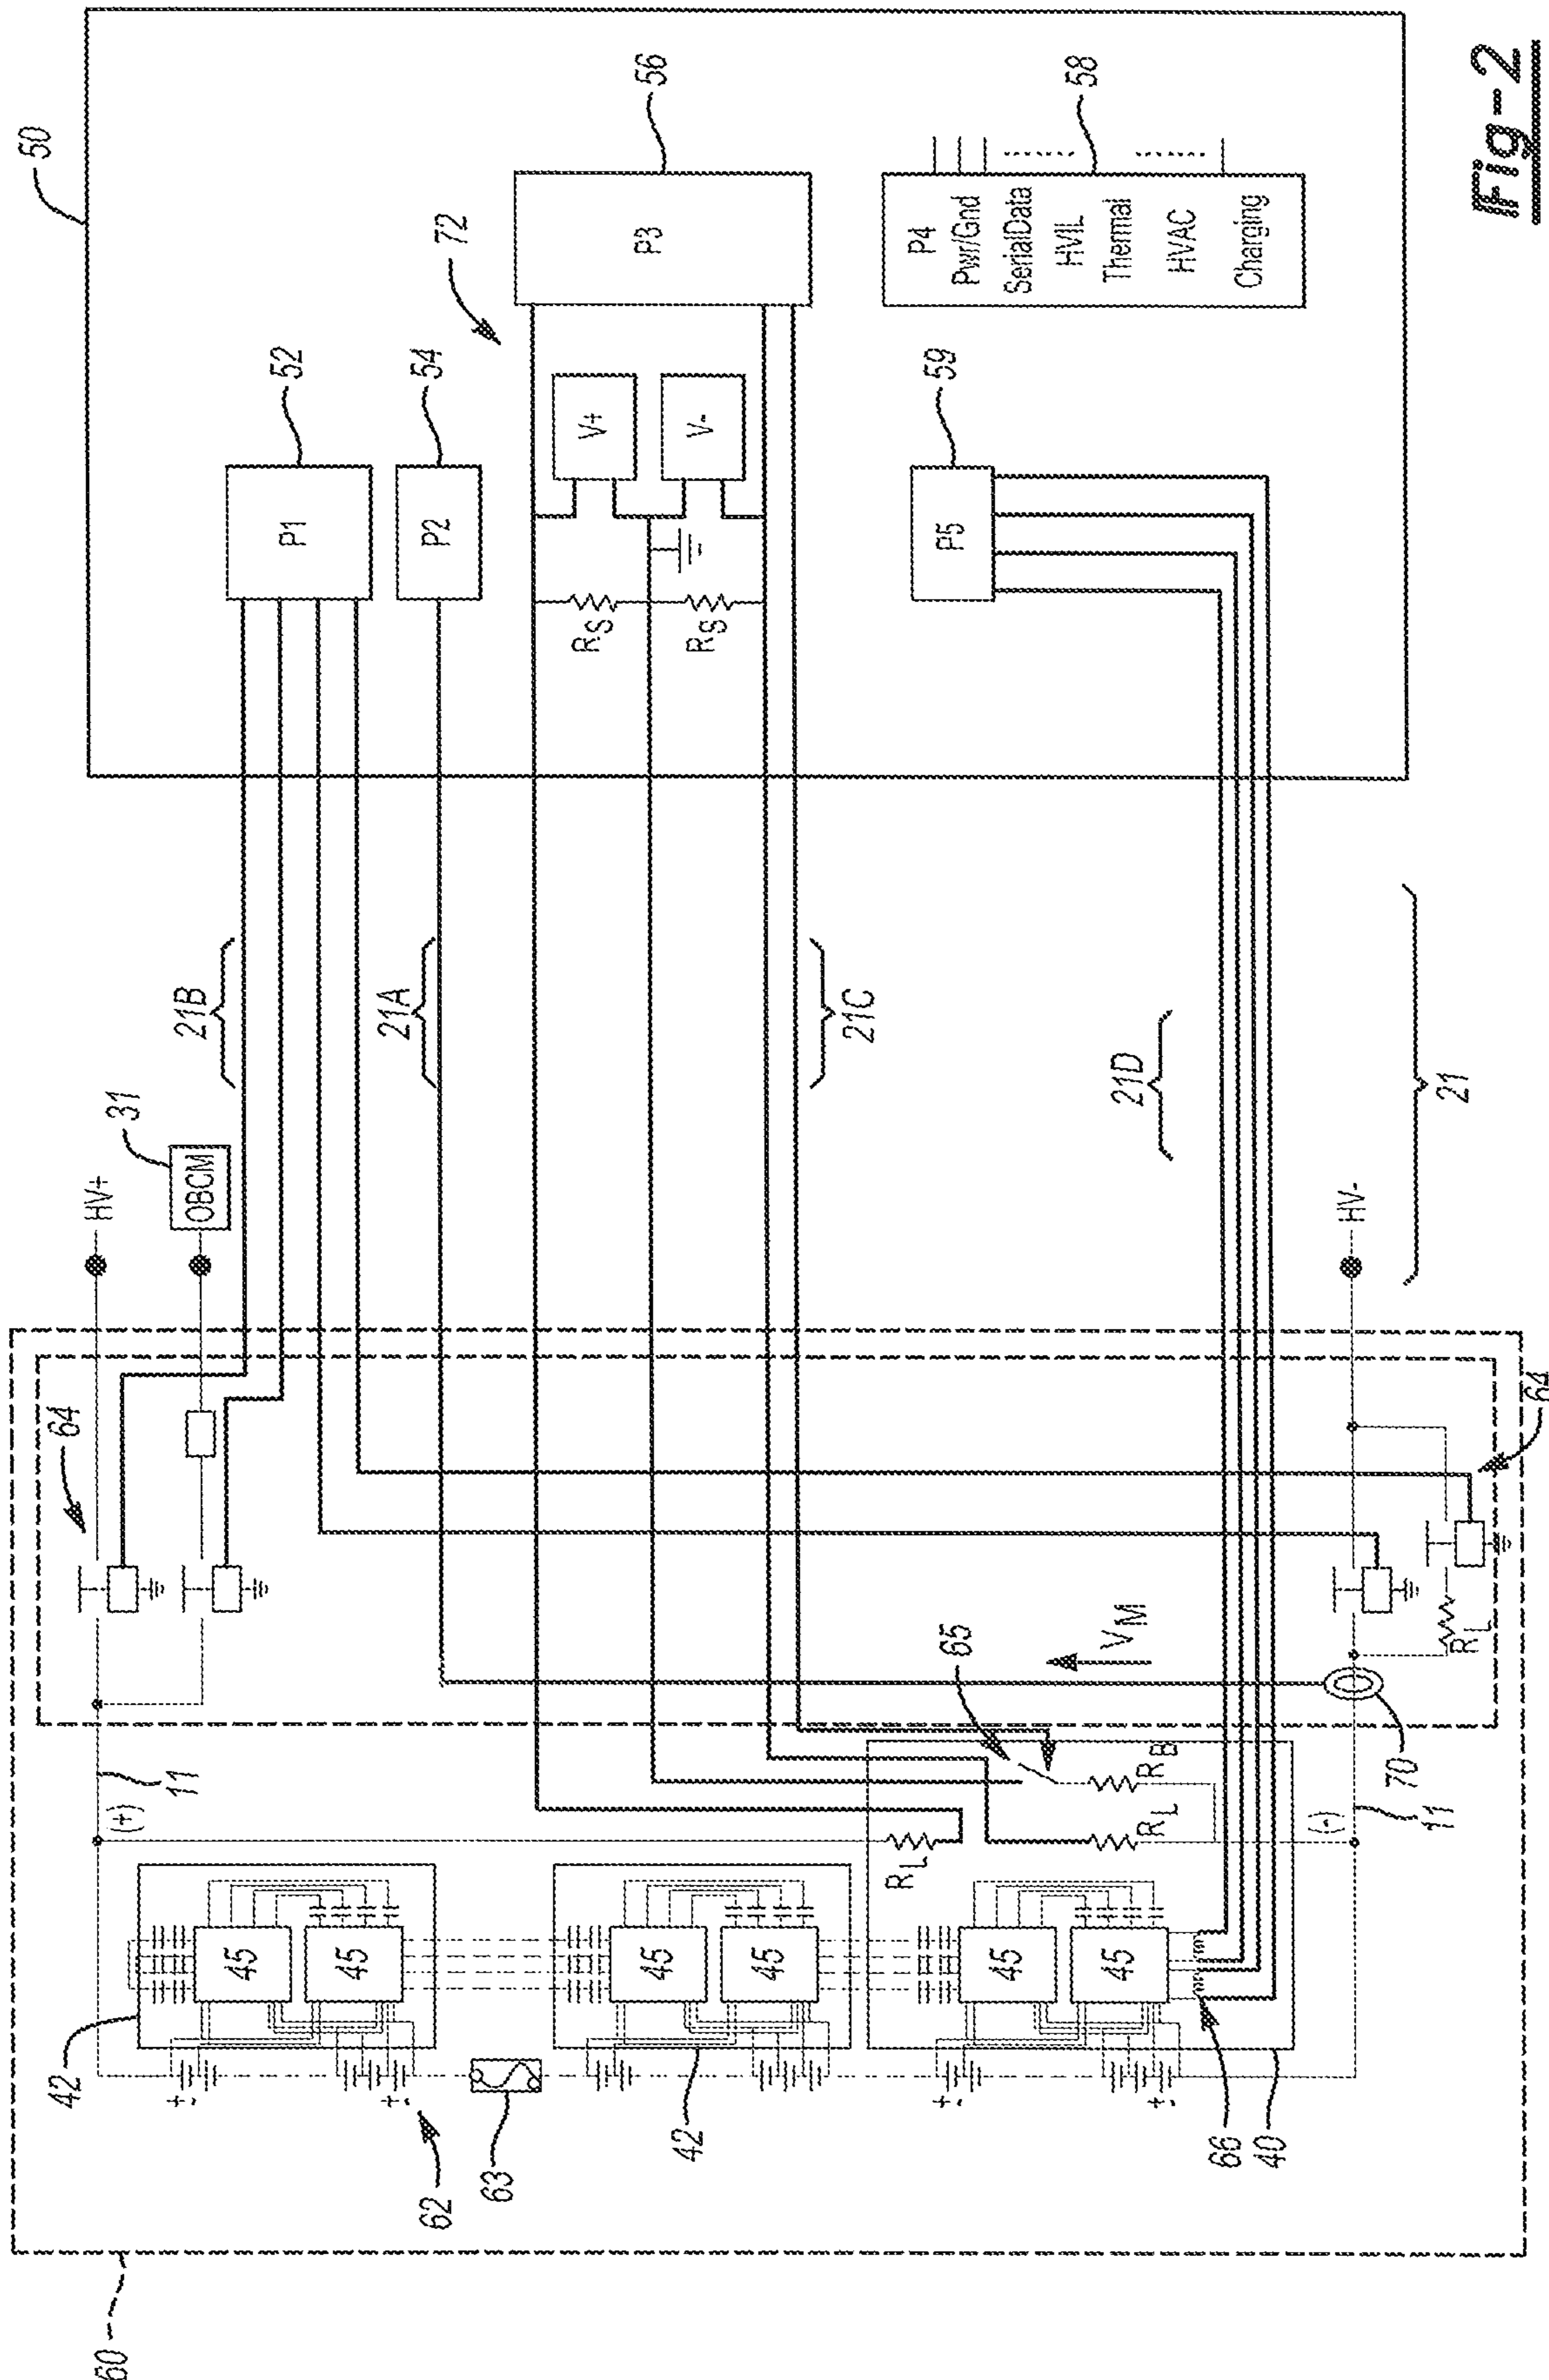 Fig-2
50
52
P1
54
P2
72
56
P3
V+
V-
RS
RS
58
P4
Pwr/Gnd
SerialData
HVIL
Thermal
HVAC
Charging
59
P5
21B
21A
21C
21D
21
31
OBCM
HV+
HV-
64
64
65
VM
RL
70
11
(+)
11
(-)
RB
RL
RL
42
45
45
45
45
45
45
42
62
63
66
40
+
-
+
-
+
-
+
-
60